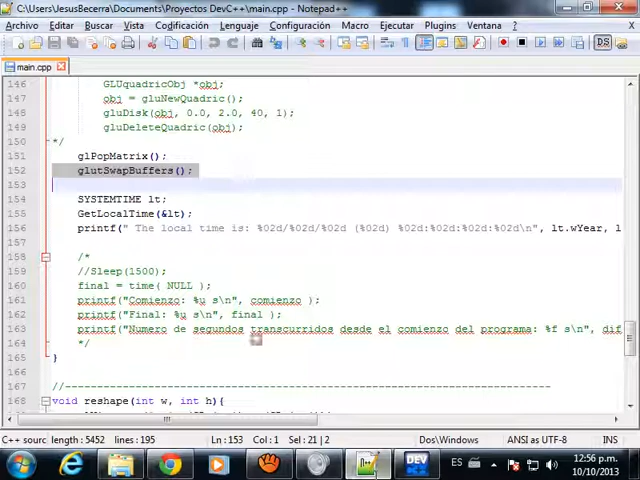 C:\Users\JesusBecerra\Documents\Proyectos DevC++\main.cpp - Notepad++
Archivo Editar Buscar Vista Codificación Lenguaje Configuración Macro Ejecutar Plugins Ventana ? X
main.cpp
146 GLUquadricObj *obj;
147 obj = gluNewQuadric();
148 gluDisk(obj, 0.0, 2.0, 40, 1);
149 gluDeleteQuadric(obj);
150 */
151 glPopMatrix();
152 glutSwapBuffers();
153
154 SYSTEMTIME lt;
155 GetLocalTime(&lt);
156 printf(" The local time is: %02d/%02d/%02d (%02d) %02d:%02d:%02d:%02d\n", lt.wYear, l
157
158 /*
159 //Sleep(1500);
160 final = time( NULL );
161 printf("Comienzo: %u s\n", comienzo );
162 printf("Final: %u s\n", final );
163 printf("Numero de segundos transcurridos desde el comienzo del programa: %f s\n", dif
164 */
165 }
166
167 //------------------------------------------------------------
168 void reshape(int w, int h){
C++ sourc length : 5452 lines : 195 Ln : 153 Col : 1 Sel : 21 | 2 Dos\Windows ANSI as UTF-8 INS
ES 12:56 p.m.
10/10/2013